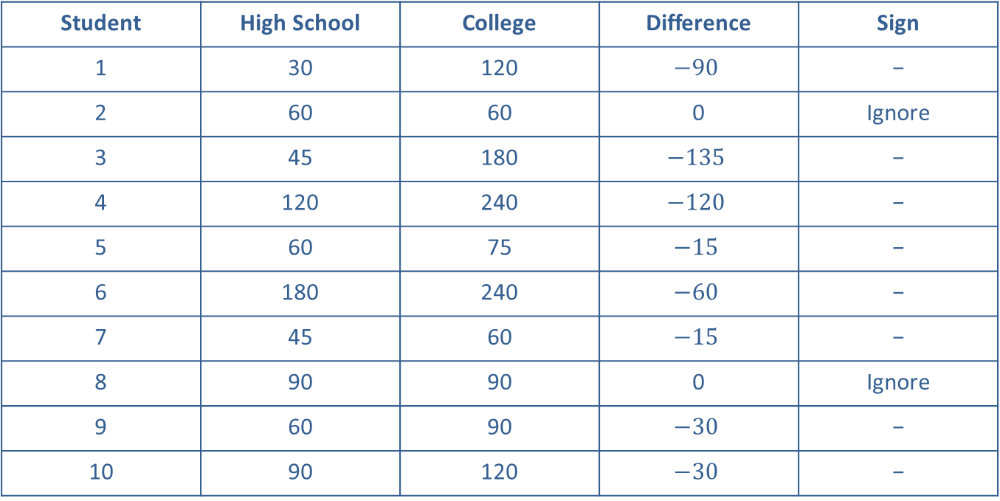 Student High School College Difference Sign
1 30 120 −90 –
2 60 60 0 Ignore
3 45 180 −135 –
4 120 240 −120 –
5 60 75 −15 –
6 180 240 −60 –
7 45 60 −15 –
8 90 90 0 Ignore
9 60 90 −30 –
10 90 120 −30 –